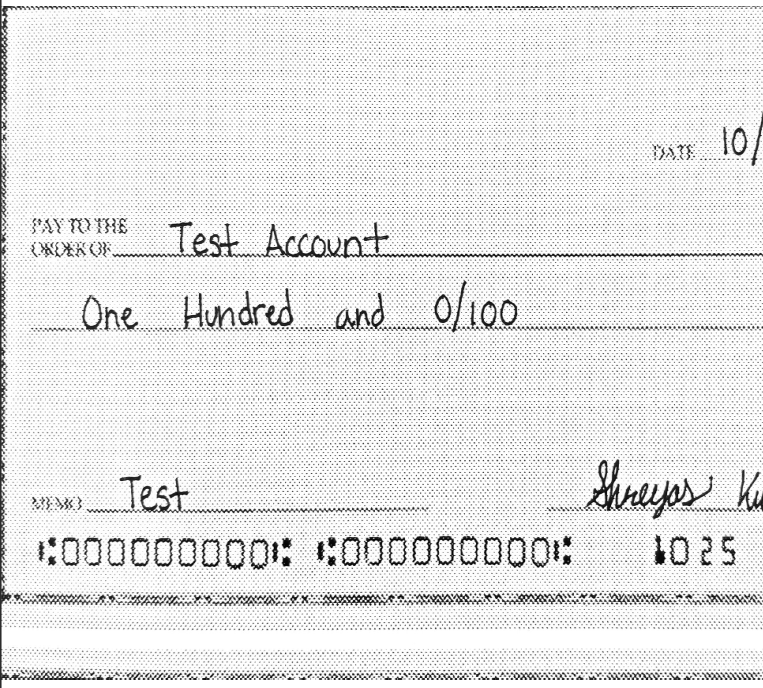 DATE 10/
PAY TO THE
ORDER OF Test Account
One Hundred and 0/100
MEMO Test Shreyas Ku
⑆000000000⑆ ⑆000000000⑆ 1025